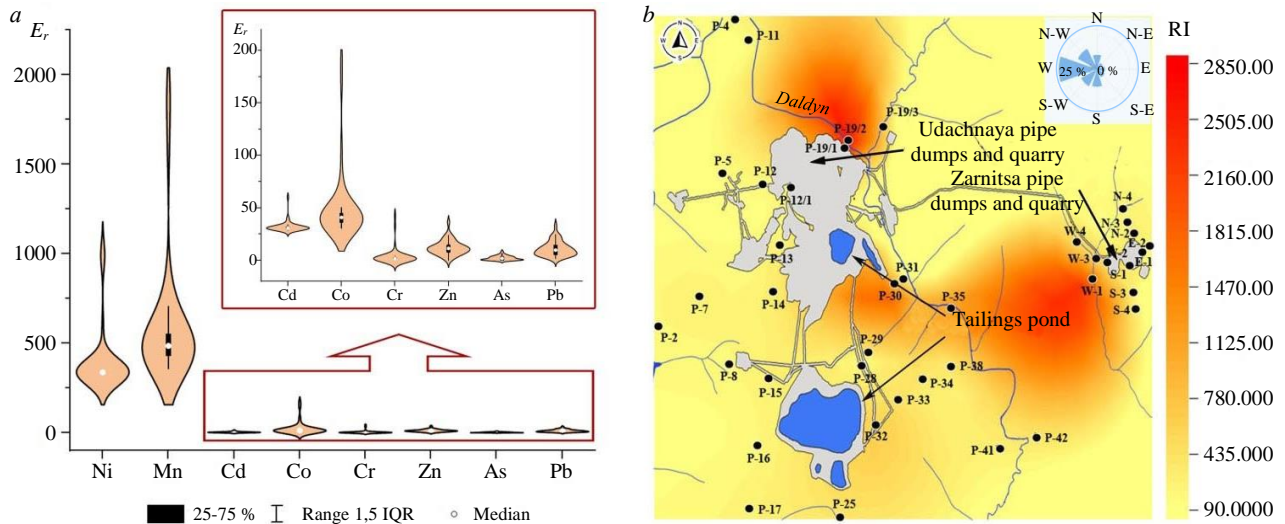 a
E_r
2000
1500
1000
500
0
Ni Mn Cd Co Cr Zn As Pb
E_r
200
150
100
50
0
Cd Co Cr Zn As Pb
25-75 % Range 1,5 IQR Median
b
N
W E
S
P-4
P-11
Daldyn
P-19/3
P-19/2
P-19/1
Udachnaya pipe
dumps and quarry
Zarnitsa pipe
dumps and quarry
P-5
P-12
P-12/1
N-4
N-3
N-2
W-4
E-2
W-3
E-1
S-1
W-1
S-3
S-4
P-13
P-14
P-31
P-30
P-35
Tailings pond
P-7
P-2
P-29
P-28
P-38
P-34
P-33
P-8
P-15
P-32
P-16
P-42
P-41
P-17
P-25
N
N-W N-E
W 25 % 0 % E
S-W S-E
S
RI
2850.00
2505.00
2160.00
1815.00
1470.00
1125.00
780.000
435.000
90.0000